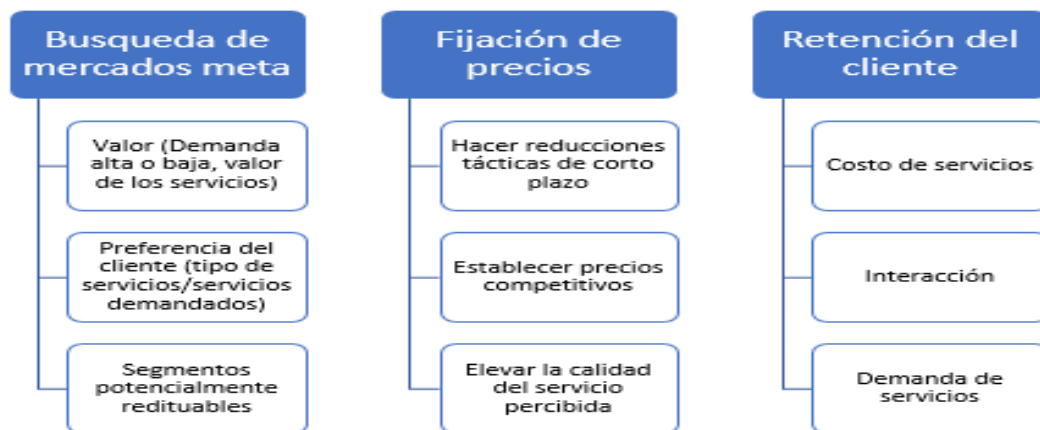 Busqueda de
mercados meta
Valor (Demanda
alta o baja, valor
de los servicios)
Preferencia del
cliente (tipo de
servicios/servicios
demandados)
Segmentos
potencialmente
redituables
Fijación de
precios
Hacer reducciones
tácticas de corto
plazo
Establecer precios
competitivos
Elevar la calidad
del servicio
percibida
Retención del
cliente
Costo de servicios
Interacción
Demanda de
servicios